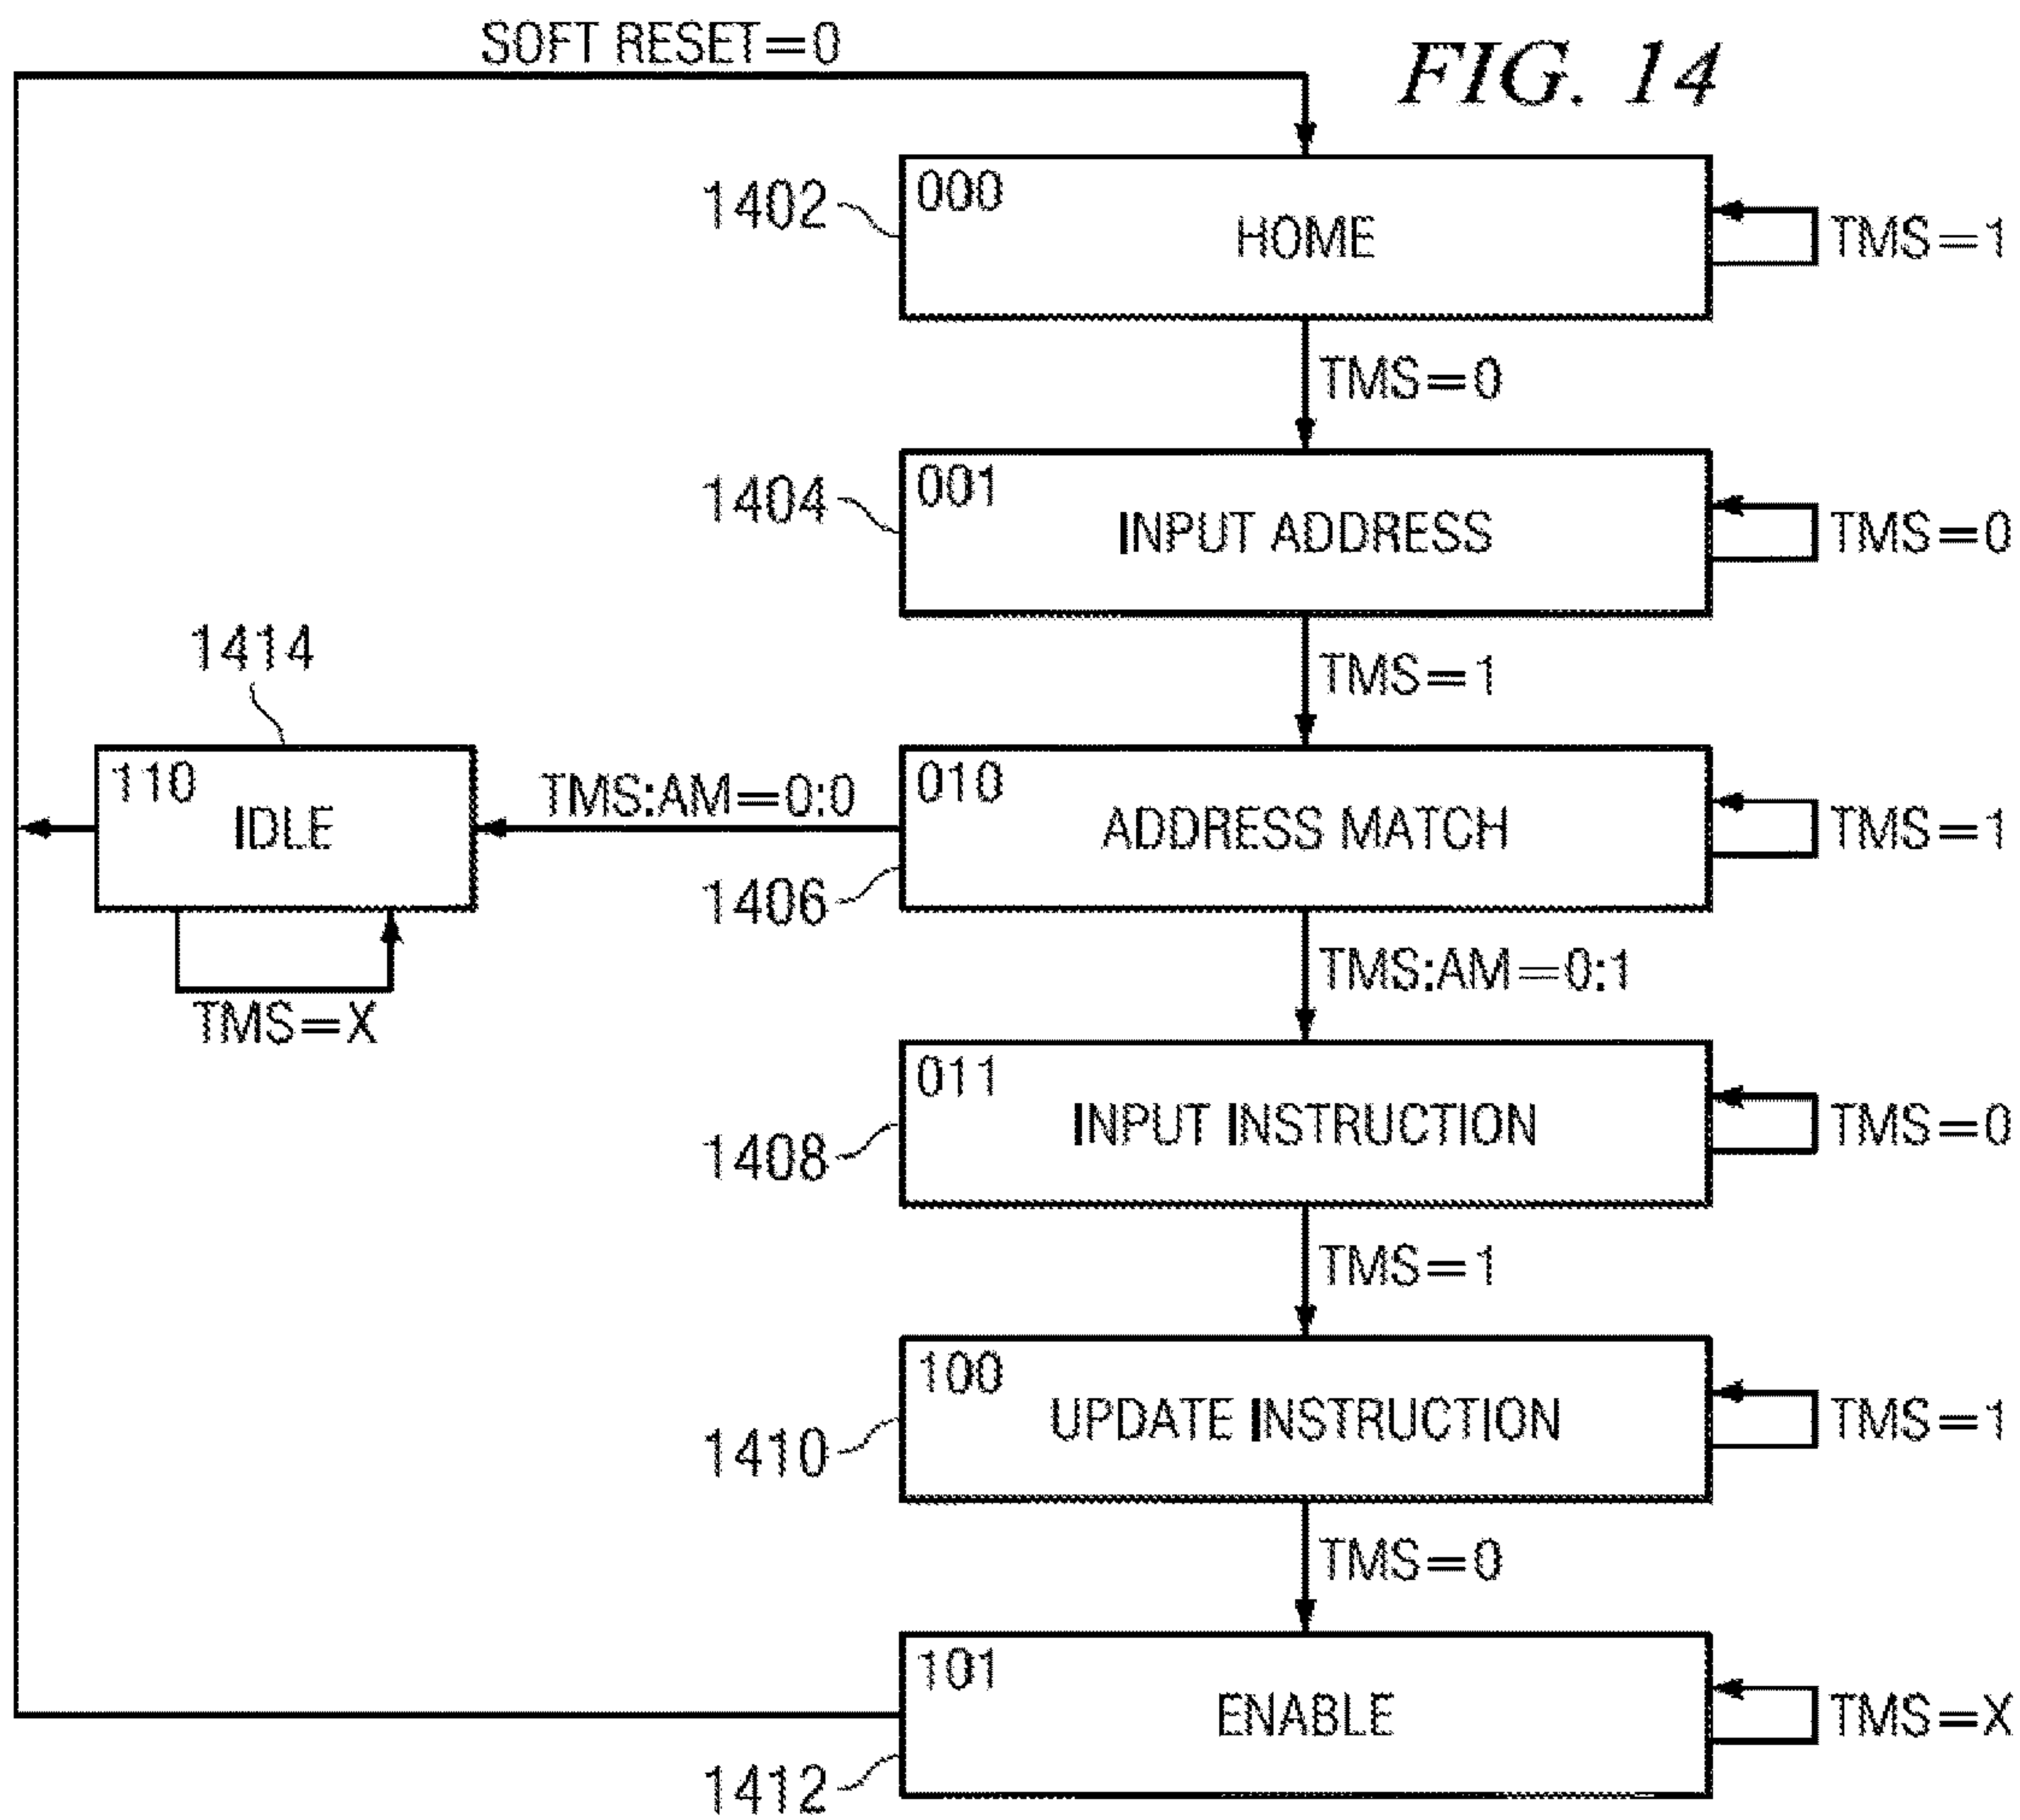 SOFT RESET=0
FIG. 14
1402
000
HOME
TMS=1
TMS=0
1404
001
INPUT ADDRESS
TMS=0
TMS=1
1414
110
IDLE
TMS=X
TMS:AM=0:0
010
ADDRESS MATCH
1406
TMS=1
TMS:AM=0:1
011
INPUT INSTRUCTION
1408
TMS=0
TMS=1
100
UPDATE INSTRUCTION
1410
TMS=1
TMS=0
101
ENABLE
1412
TMS=X